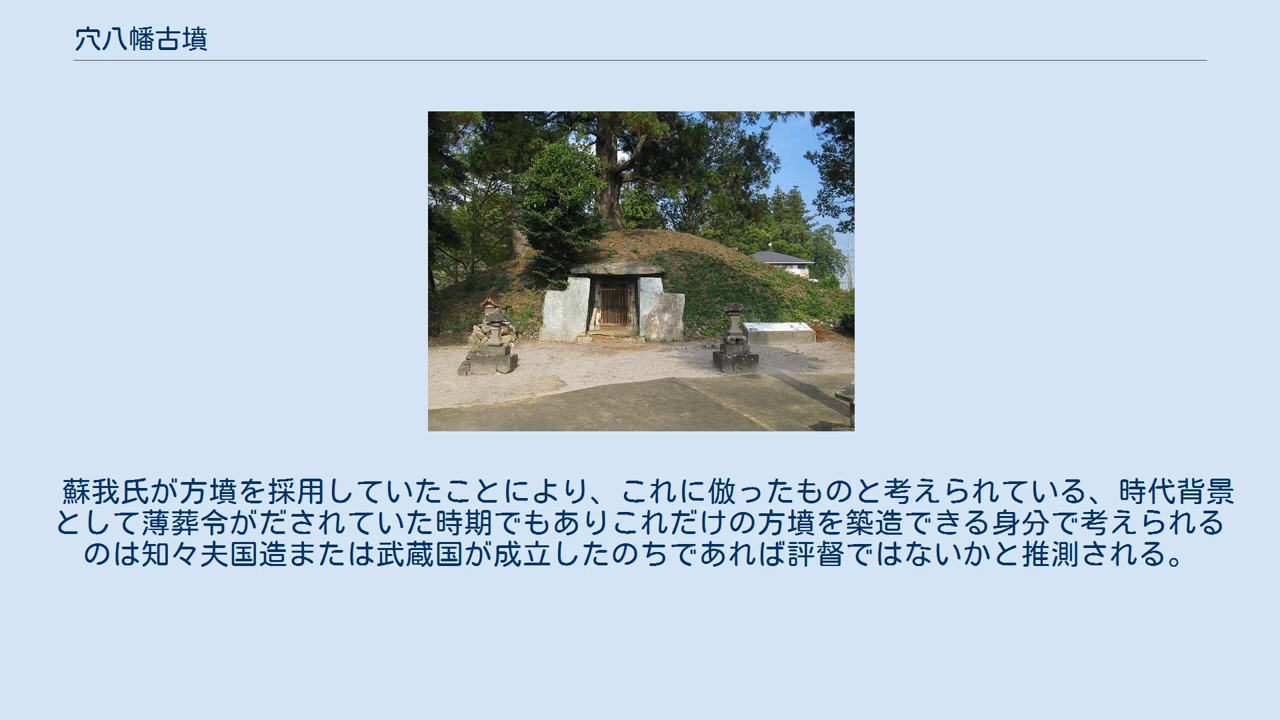 穴八幡古墳
蘇我氏が方墳を採用していたことにより、これに倣ったものと考えられている、時代背景
として薄葬令がだされていた時期でもありこれだけの方墳を築造できる身分で考えられる
のは知々夫国造または武蔵国が成立したのちであれば評督ではないかと推測される。